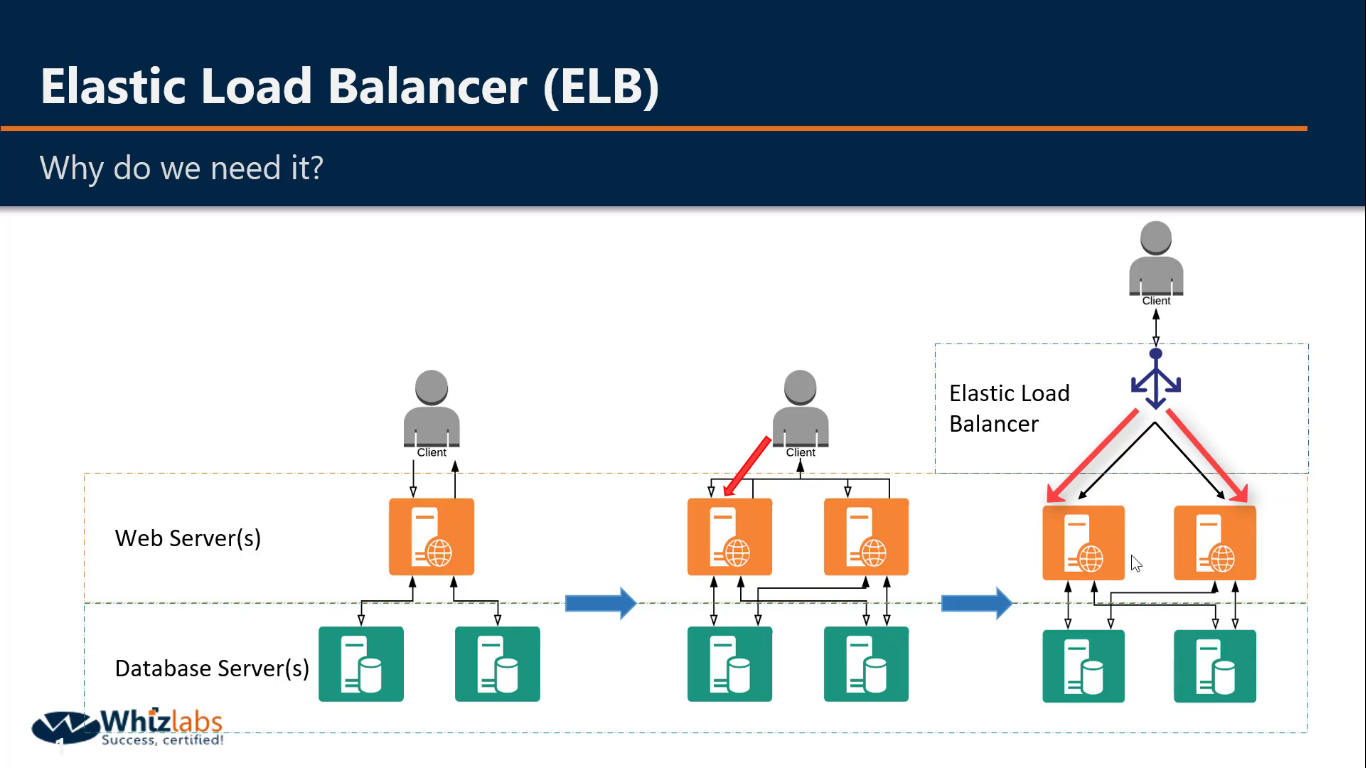 Elastic Load Balancer (ELB)
Why do we need it?
Client
Elastic Load
Balancer
Client
Client
Web Server(s)
Database Server(s)
Whizlabs
Success, certified!
1